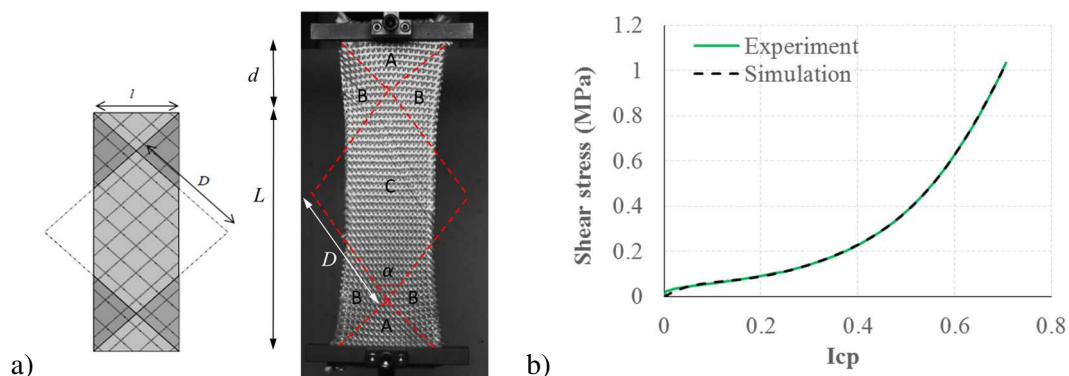 a)
l
D
d
L
A
B
B
C
D
α
B
B
A
b)
Shear stress (MPa)
1.2
1
0.8
0.6
0.4
0.2
0
Experiment
Simulation
0 0.2 0.4 0.6 0.8
Icp